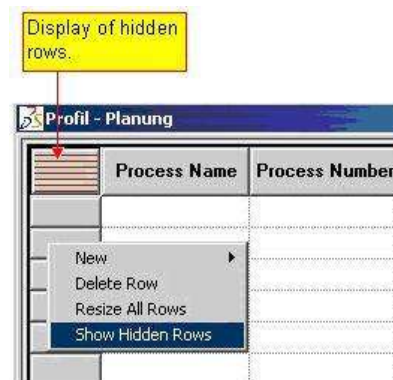 Display of hidden
rows.
Profil - Planung
Process Name Process Number
New
Delete Row
Resize All Rows
Show Hidden Rows